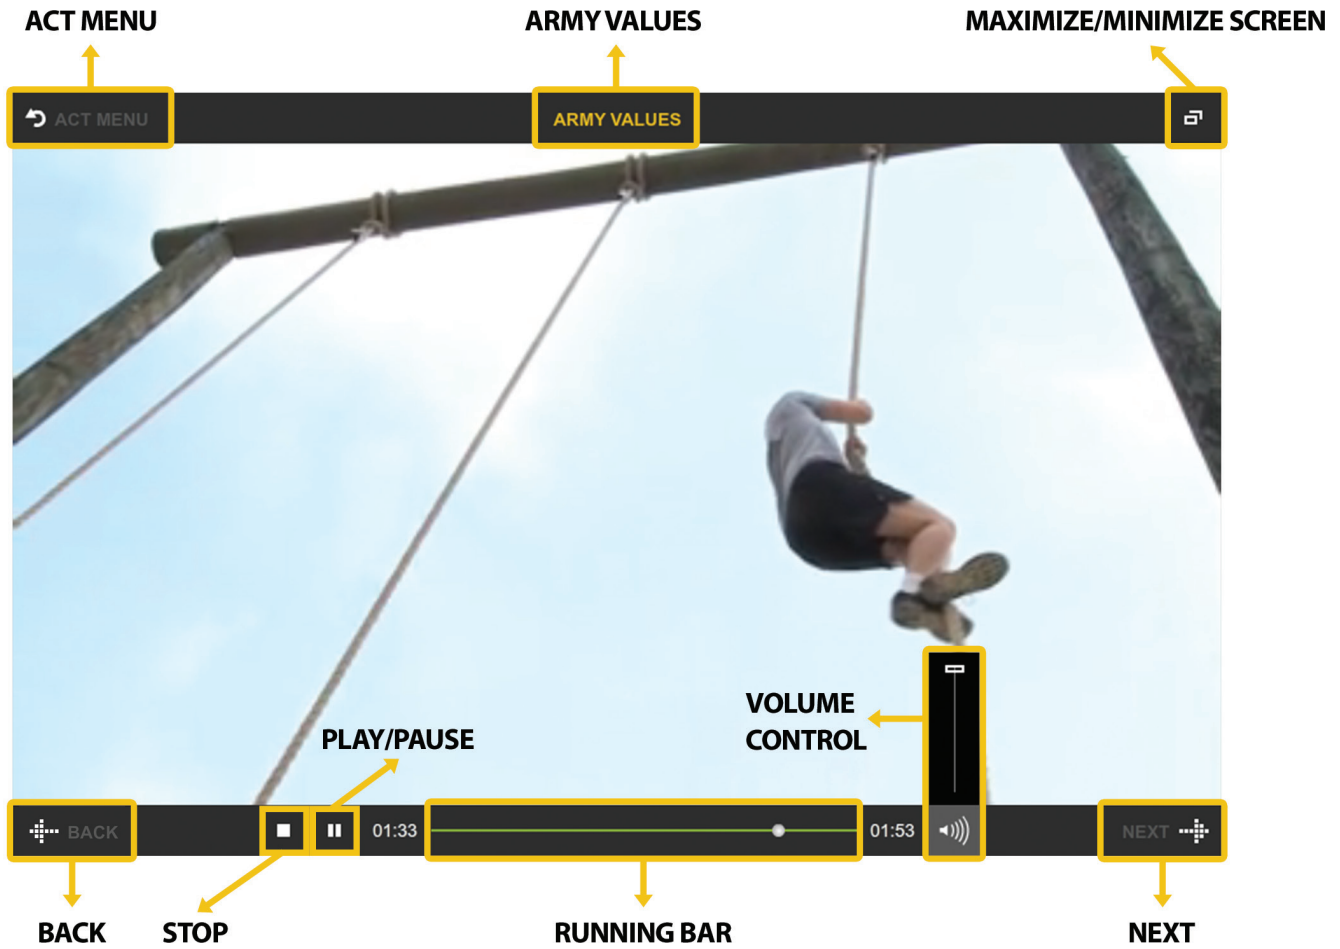 ACT MENU
ARMY VALUES
MAXIMIZE/MINIMIZE SCREEN
ACT MENU
ARMY VALUES
VOLUME
CONTROL
PLAY/PAUSE
BACK
01:33
01:53
NEXT
BACK
STOP
RUNNING BAR
NEXT